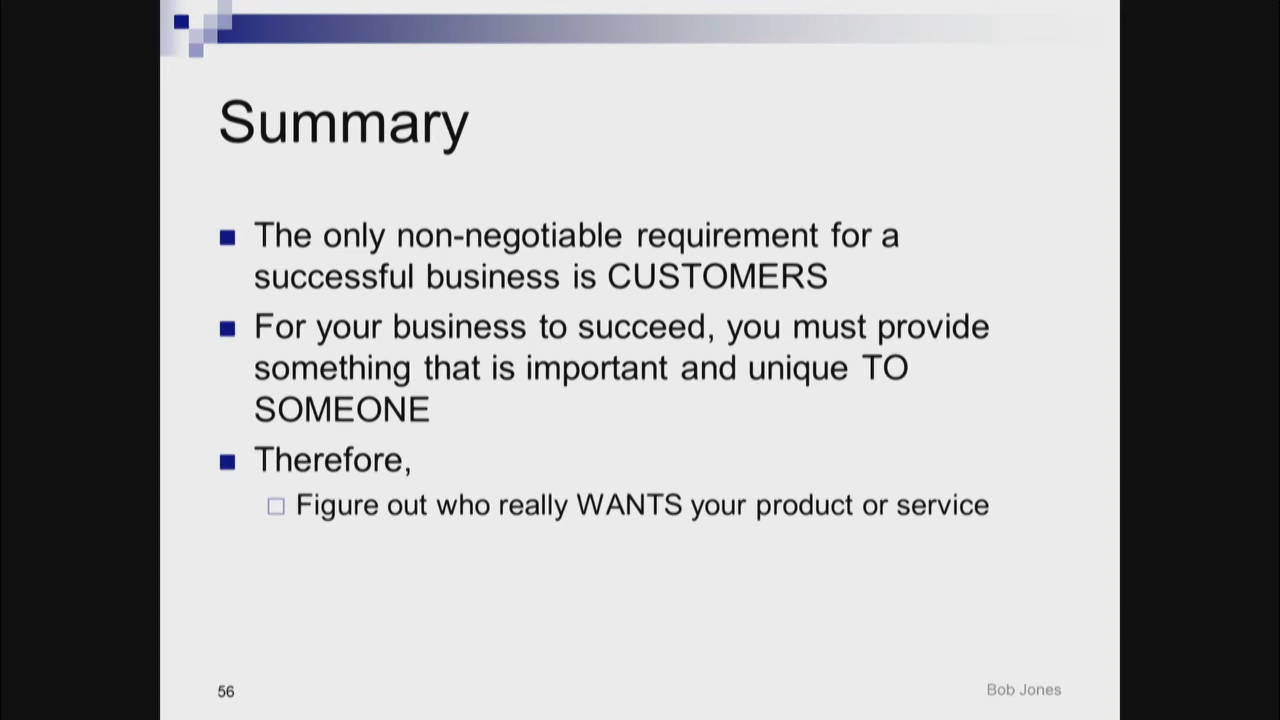 Summary
The only non-negotiable requirement for a
successful business is CUSTOMERS
For your business to succeed, you must provide
something that is important and unique TO
SOMEONE
Therefore,
Figure out who really WANTS your product or service
56
Bob Jones